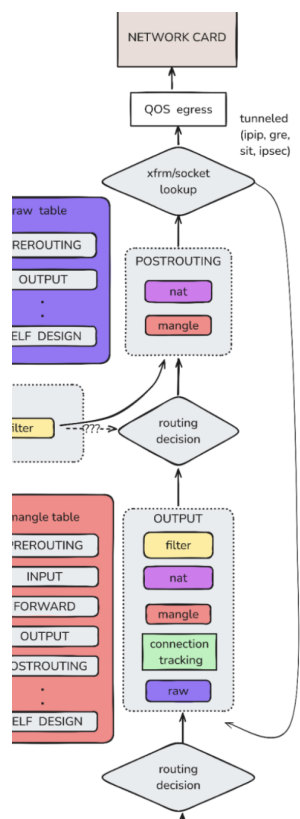 NETWORK CARD
QOS egress
tunneled
(ipip, gre,
sit, ipsec)
xfrm/socket
lookup
raw table
REROUTING
OUTPUT
.
.
ELF DESIGN
POSTROUTING
nat
mangle
ilter
???
routing
decision
mangle table
PREROUTING
INPUT
FORWARD
OUTPUT
OSTROUTING
.
.
ELF DESIGN
OUTPUT
filter
nat
mangle
connection
tracking
raw
routing
decision